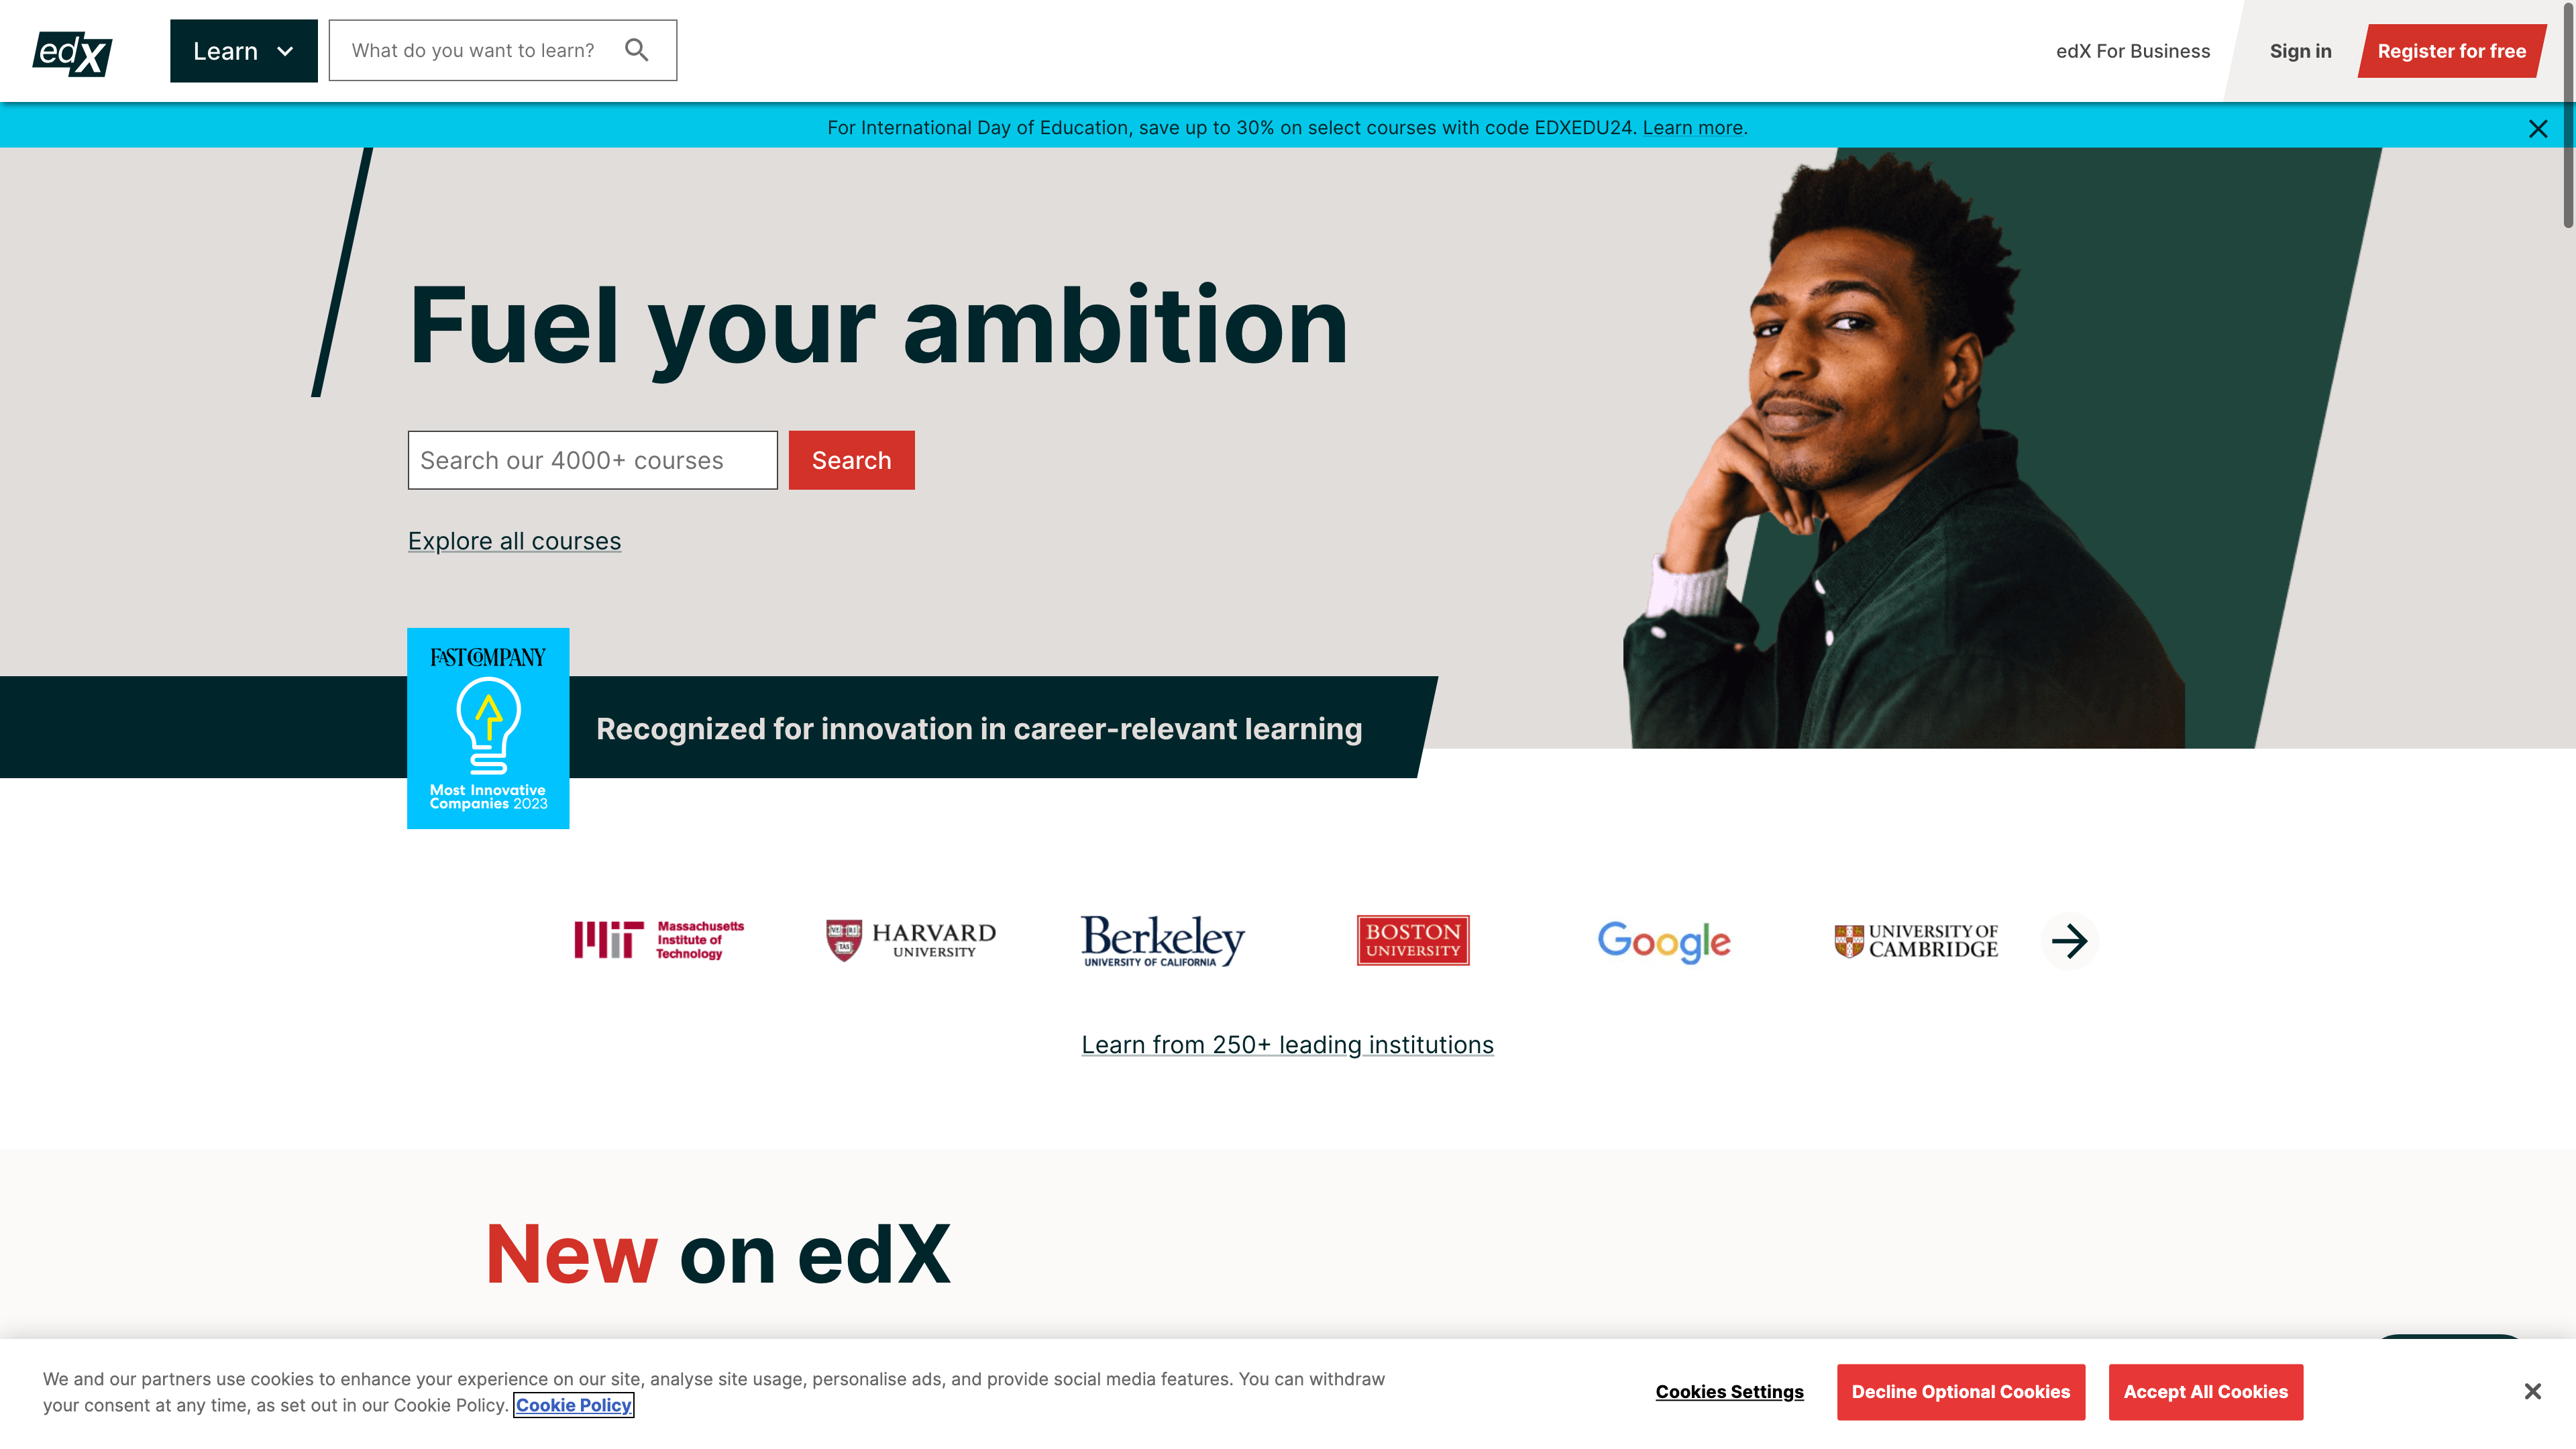 edX
Learn
What do you want to learn?
edX For Business
Sign in
Register for free
For International Day of Education, save up to 30% on select courses with code EDXEDU24. Learn more.
Fuel your ambition
Search our 4000+ courses
Search
Explore all courses
FAST COMPANY
Most Innovative
Companies 2023
Recognized for innovation in career-relevant learning
MIT
Massachusetts
Institute of
Technology
VE RI
TAS
HARVARD
UNIVERSITY
Berkeley
UNIVERSITY OF CALIFORNIA
BOSTON
UNIVERSITY
Google
UNIVERSITY OF
CAMBRIDGE
Learn from 250+ leading institutions
New on edX
We and our partners use cookies to enhance your experience on our site, analyse site usage, personalise ads, and provide social media features. You can withdraw
your consent at any time, as set out in our Cookie Policy. Cookie Policy
Cookies Settings
Decline Optional Cookies
Accept All Cookies